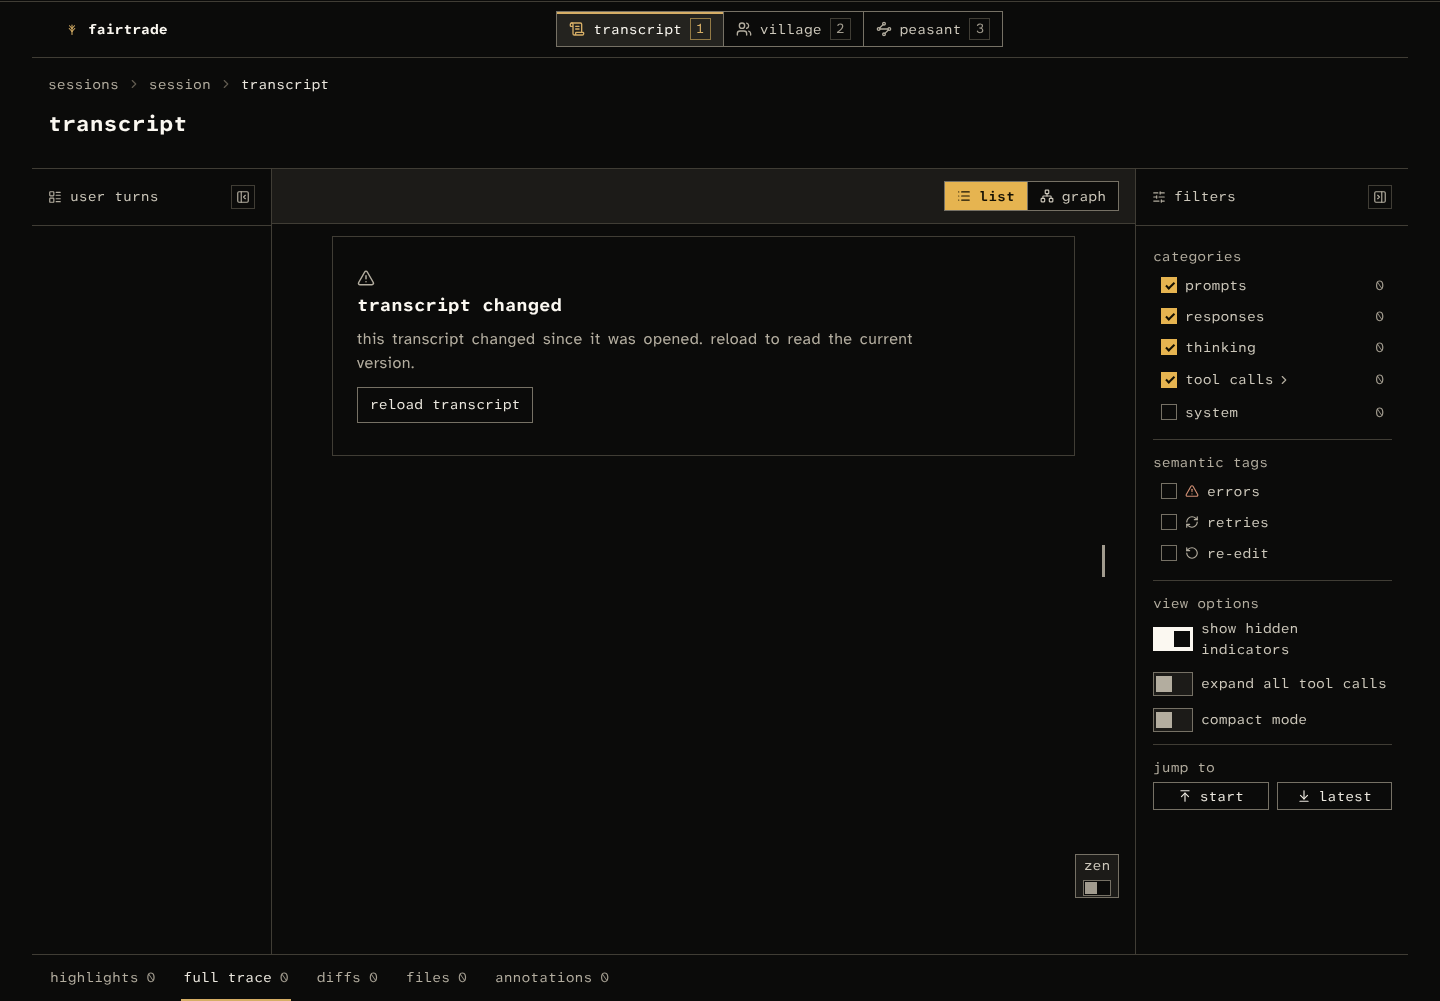 fairtrade
transcript 1
village 2
peasant 3
sessions > session > transcript
transcript
user turns
list
graph
filters
transcript changed
this transcript changed since it was opened. reload to read the current
version.
reload transcript
categories
prompts 0
responses 0
thinking 0
tool calls > 0
system 0
semantic tags
errors
retries
re-edit
view options
show hidden
indicators
expand all tool calls
compact mode
jump to
start
latest
zen
highlights 0
full trace 0
diffs 0
files 0
annotations 0